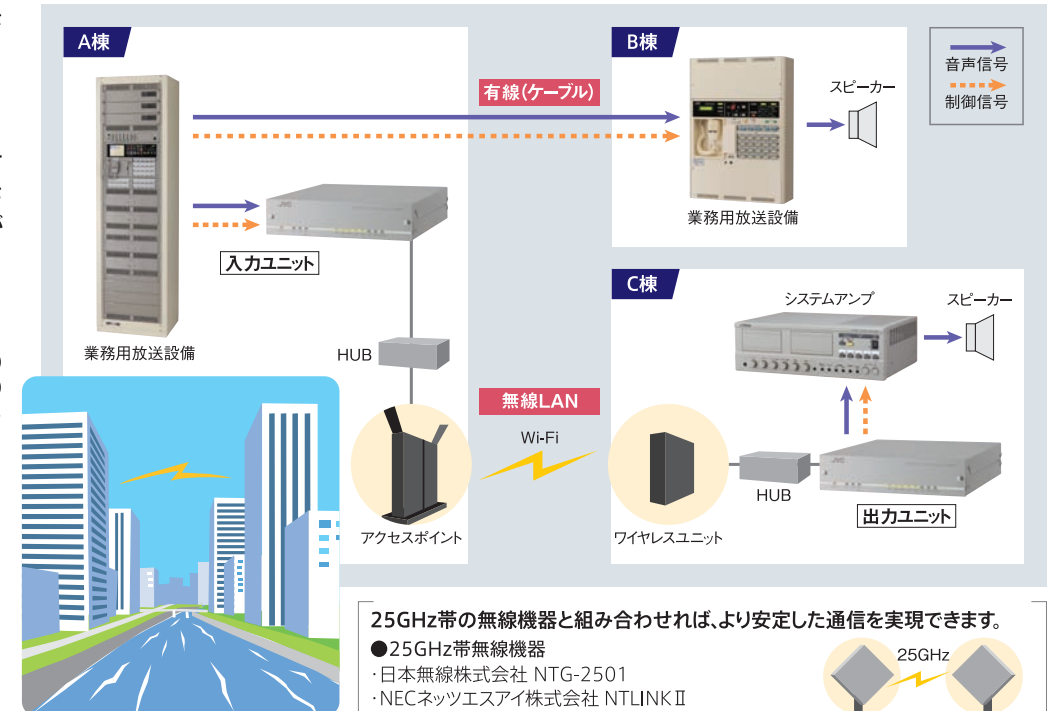 A棟
有線(ケーブル)
B棟
スピーカー
業務用放送設備
音声信号
制御信号
JVC
入力ユニット
業務用放送設備
HUB
無線LAN
Wi-Fi
アクセスポイント
C棟
システムアンプ
スピーカー
ワイヤレスユニット
HUB
JVC
出力ユニット
25GHz帯の無線機器と組み合わせれば、より安定した通信を実現できます。
●25GHz帯無線機器
·日本無線株式会社 NTG-2501
·NECネッツエスアイ株式会社 NTLINKⅡ
25GHz